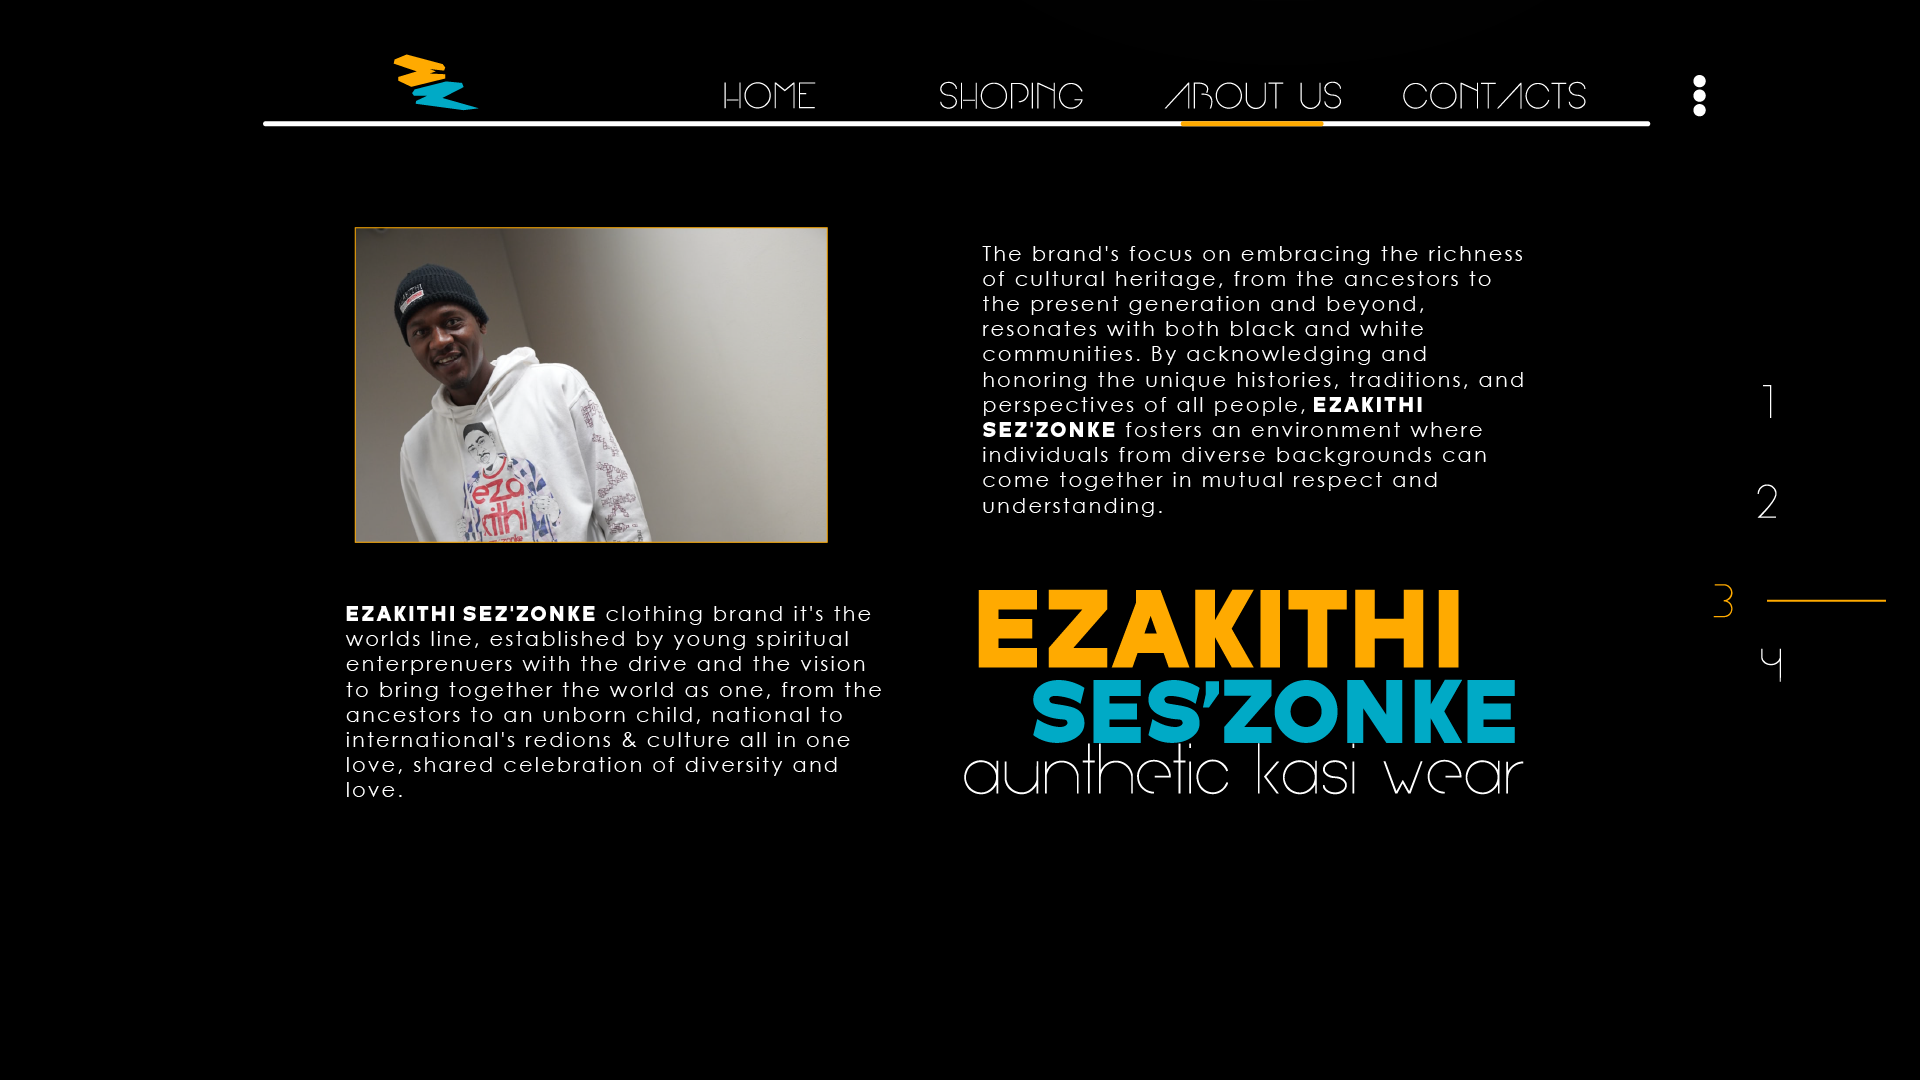 HOME SHOPING ABOUT US CONTACTS
The brand's focus on embracing the richness
of cultural heritage, from the ancestors to
the present generation and beyond,
resonates with both black and white
communities. By acknowledging and
honoring the unique histories, traditions, and
perspectives of all people, EZAKITHI
SEZ'ZONKE fosters an environment where
individuals from diverse backgrounds can
come together in mutual respect and
understanding.
eza
kithi
EZAKITHI SEZ'ZONKE clothing brand it's the
worlds line, established by young spiritual
enterprenuers with the drive and the vision
to bring together the world as one, from the
ancestors to an unborn child, national to
international's redions & culture all in one
love, shared celebration of diversity and
love.
EZAKITHI
SES'ZONKE
aunthetic kasi wear
1
2
3
4